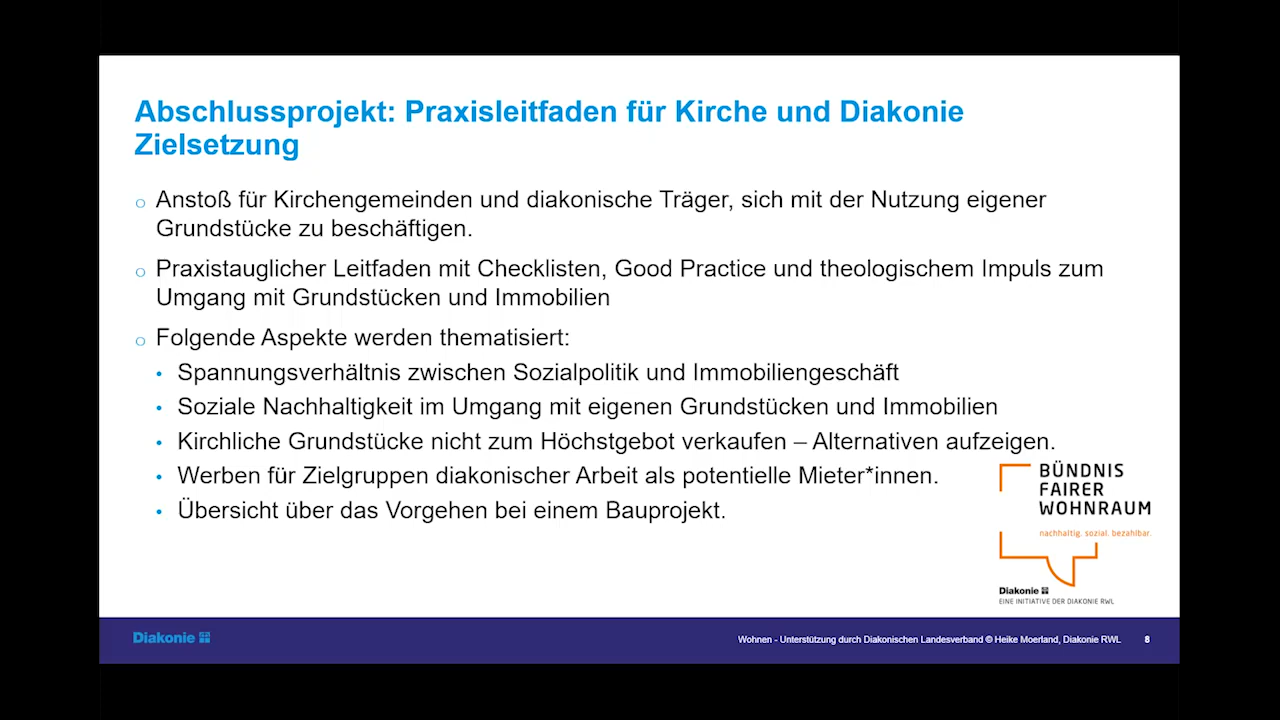 Abschlussprojekt: Praxisleitfaden für Kirche und Diakonie
Zielsetzung
o Anstoß für Kirchengemeinden und diakonische Träger, sich mit der Nutzung eigener
Grundstücke zu beschäftigen.
o Praxistauglicher Leitfaden mit Checklisten, Good Practice und theologischem Impuls zum
Umgang mit Grundstücken und Immobilien
o Folgende Aspekte werden thematisiert:
• Spannungsverhältnis zwischen Sozialpolitik und Immobiliengeschäft
• Soziale Nachhaltigkeit im Umgang mit eigenen Grundstücken und Immobilien
• Kirchliche Grundstücke nicht zum Höchstgebot verkaufen – Alternativen aufzeigen.
• Werben für Zielgruppen diakonischer Arbeit als potentielle Mieter*innen.
• Übersicht über das Vorgehen bei einem Bauprojekt.
BÜNDNIS
FAIRER
WOHNRAUM
nachhaltig. sozial. bezahlbar.
Diakonie
EINE INITIATIVE DER DIAKONIE RWL
Diakonie
Wohnen - Unterstützung durch Diakonischen Landesverband © Heike Moerland, Diakonie RWL 8